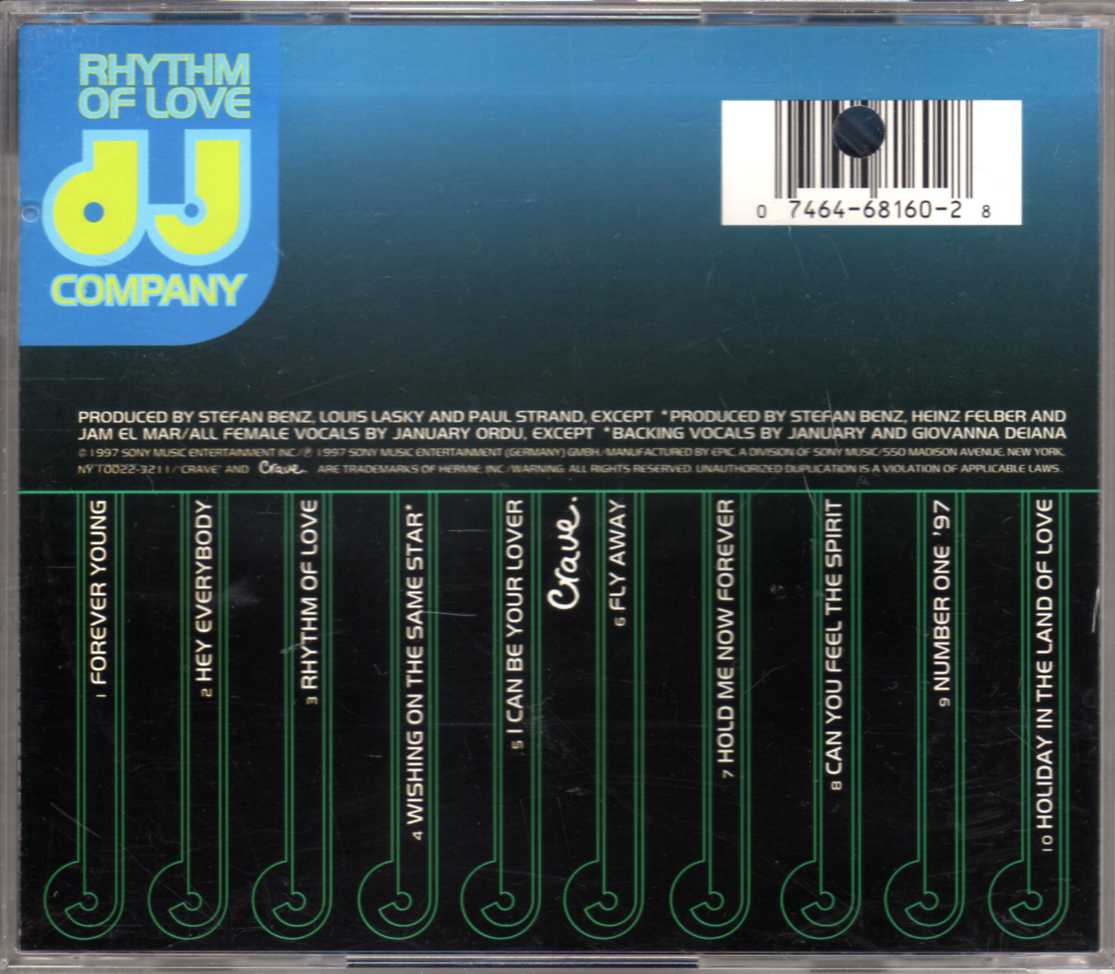 RHYTHM
OF LOVE
DJ
COMPANY
0 7464-68160-2 8
PRODUCED BY STEFAN BENZ, LOUIS LASKY AND PAUL STRAND, EXCEPT *PRODUCED BY STEFAN BENZ, HEINZ FELBER AND
JAM EL MAR/ALL FEMALE VOCALS BY JANUARY ORDU, EXCEPT *BACKING VOCALS BY JANUARY AND GIOVANNA DEIANA
© 1997 SONY MUSIC ENTERTAINMENT INC./℗ 1997 SONY MUSIC ENTERTAINMENT (GERMANY) GMBH./MANUFACTURED BY EPIC, A DIVISION OF SONY MUSIC/550 MADISON AVENUE, NEW YORK,
NY 10022-3211/"CRAVE" AND Crave. ARE TRADEMARKS OF HERMIE, INC./WARNING: ALL RIGHTS RESERVED. UNAUTHORIZED DUPLICATION IS A VIOLATION OF APPLICABLE LAWS.
1 FOREVER YOUNG
2 HEY EVERYBODY
3 RHYTHM OF LOVE
4 WISHING ON THE SAME STAR*
5 I CAN BE YOUR LOVER
Crave.
6 FLY AWAY
7 HOLD ME NOW FOREVER
8 CAN YOU FEEL THE SPIRIT
9 NUMBER ONE '97
10 HOLIDAY IN THE LAND OF LOVE